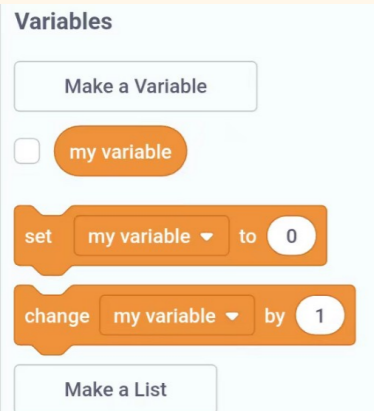 Variables
Make a Variable
my variable
set my variable to 0
change my variable by 1
Make a List